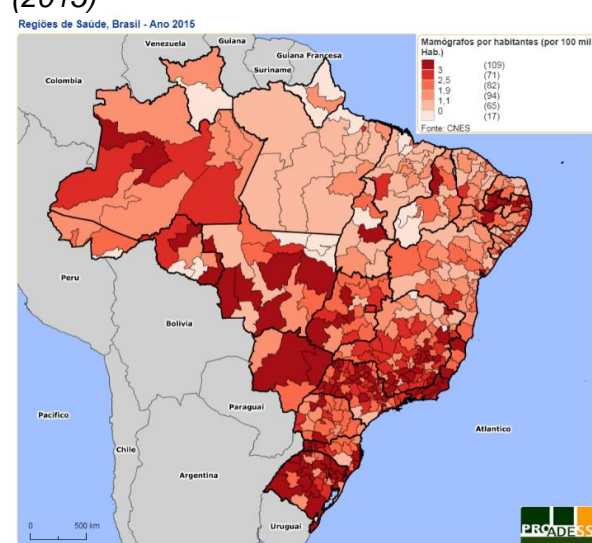 (2015)
Regiões de Saúde, Brasil - Ano 2015
Mamógrafos por habitantes (por 100 mil
Hab.)
3 (109)
2,5 (71)
1,9 (82)
1,1 (94)
0 (65)
(17)
Fonte: CNES
Venezuela
Guiana
Guiana Francesa
Suriname
Colombia
Peru
Bolivia
Paraguai
Pacifico
Chile
Atlantico
Argentina
Uruguai
0 500 km
PROADESS